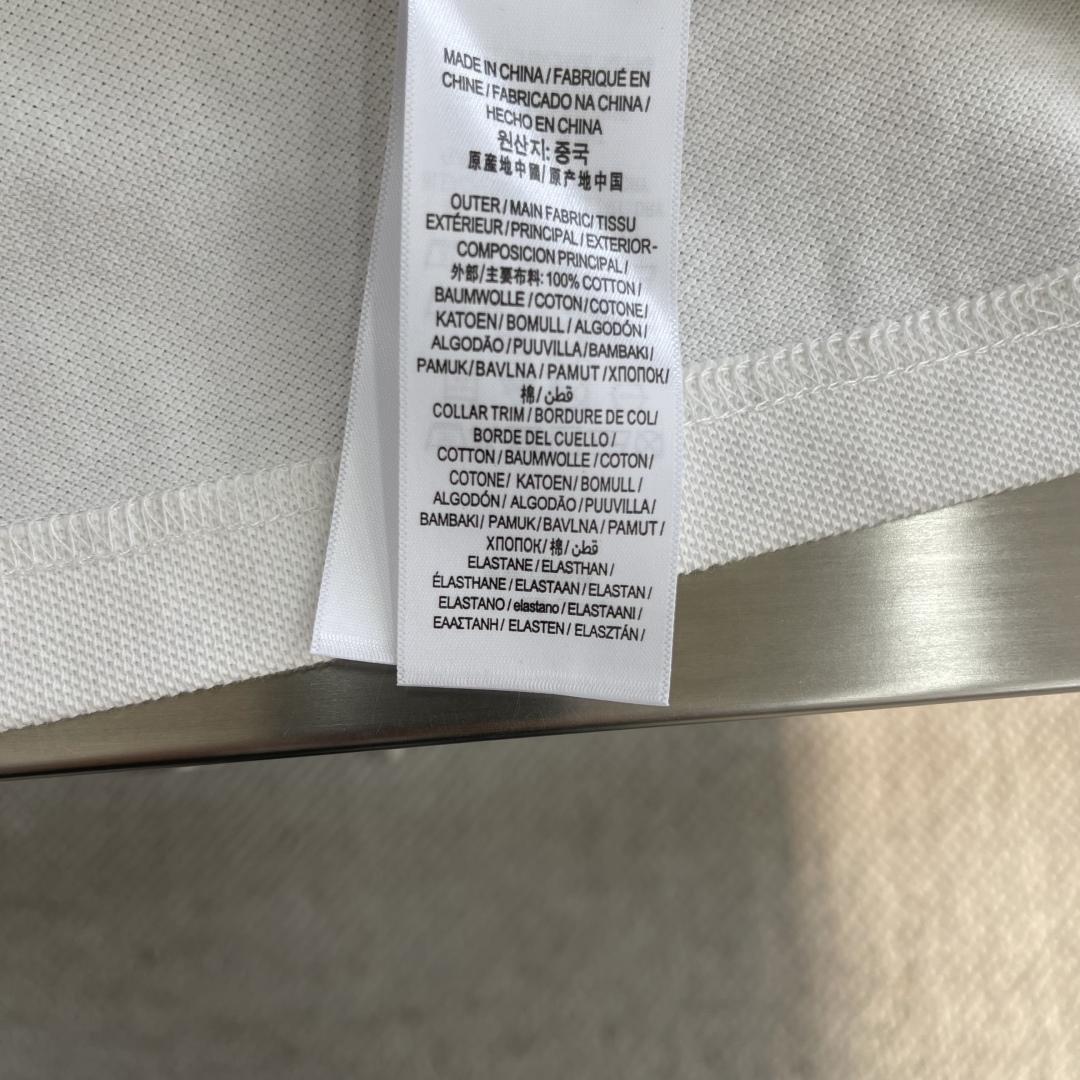 MADE IN CHINA / FABRIQUÉ EN
CHINE / FABRICADO NA CHINA /
HECHO EN CHINA
원산지: 중국
原産地中國/原产地中国
OUTER / MAIN FABRIC/ TISSU
EXTÉRIEUR / PRINCIPAL / EXTERIOR-
COMPOSICION PRINCIPAL /
外部/主要布料: 100% COTTON /
BAUMWOLLE / COTON / COTONE/
KATOEN / BOMULL / ALGODÓN /
ALGODÃO / PUUVILLA / BAMBAKI /
PAMUK / BAVLNA / PAMUT / ХПОПОК/
棉/ قطن
COLLAR TRIM / BORDURE DE COL/
BORDE DEL CUELLO /
COTTON / BAUMWOLLE / COTON /
COTONE / KATOEN / BOMULL /
ALGODÓN / ALGODÃO / PUUVILLA /
BAMBAKI / PAMUK / BAVLNA / PAMUT /
ХПОПОК/ 棉/ قطن
ELASTANE / ELASTHAN /
ÉLASTHANE / ELASTAAN / ELASTAN /
ELASTANO / elastano / ELASTAANI /
ΕΑΑΣΤΑΝΗ / ELASTEN / ELASZTÁN /